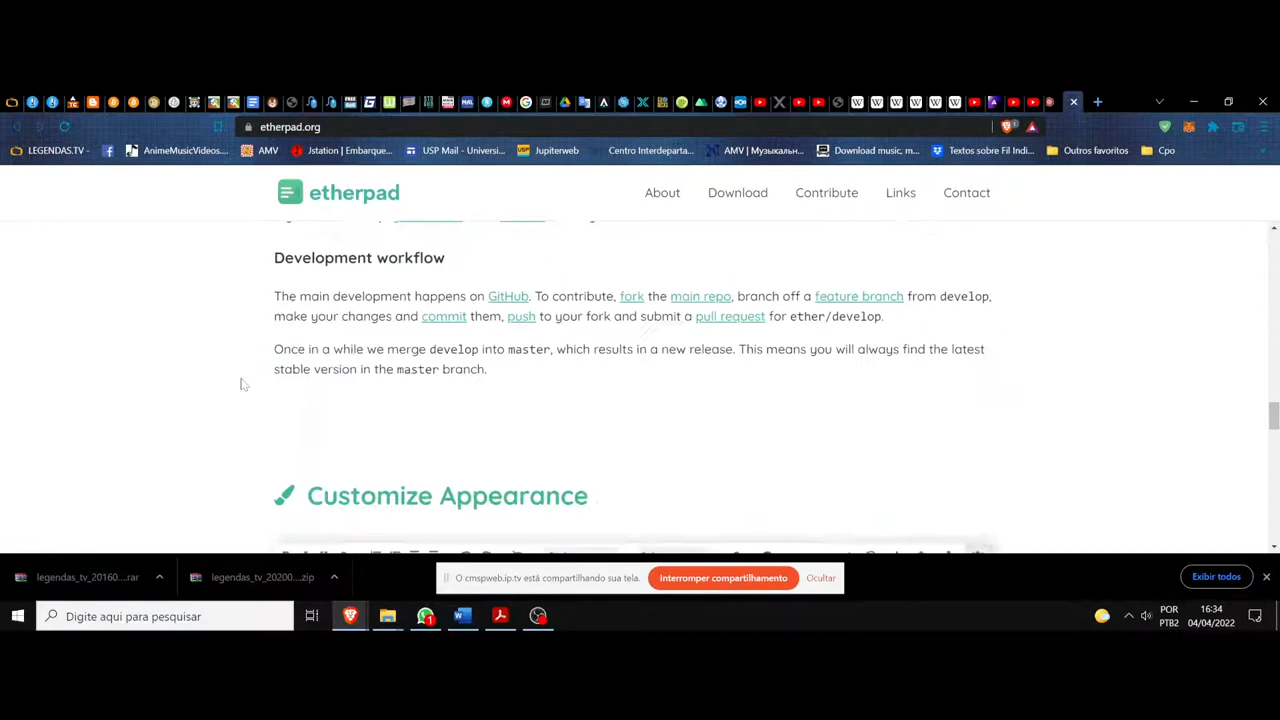 etherpad.org
LEGENDAS.TV - AnimeMusicVideos... AMV Jstation | Embarque... USP Mail - Universi... Jupiterweb Centro Interdeparta... AMV | Музыкальн... Download music, m... Textos sobre Fil Indi... Outros favoritos Cpo
etherpad About Download Contribute Links Contact
Development workflow
The main development happens on GitHub. To contribute, fork the main repo, branch off a feature branch from develop,
make your changes and commit them, push to your fork and submit a pull request for ether/develop.
Once in a while we merge develop into master, which results in a new release. This means you will always find the latest
stable version in the master branch.
Customize Appearance
legendas_tv_20160....rar legendas_tv_20200....zip O cmspweb.ip.tv está compartilhando sua tela. Interromper compartilhamento Ocultar Exibir todos
Digite aqui para pesquisar 1 POR 16:34
PTB2 04/04/2022